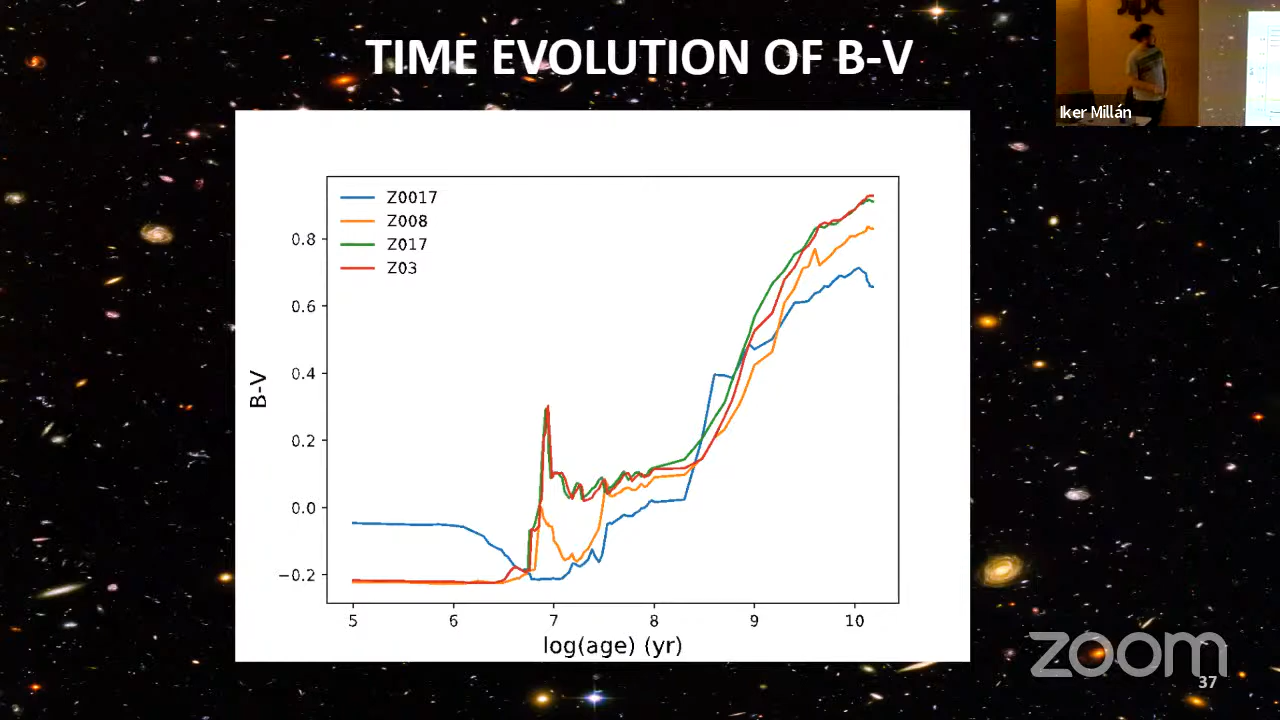 TIME EVOLUTION OF B-V
Iker Millán
Z0017
Z008
Z017
Z03
0.8
0.6
0.4
0.2
0.0
−0.2
B-V
5 6 7 8 9 10
log(age) (yr)
zoom
37